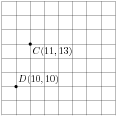 C(11, 13)
D(10, 10)